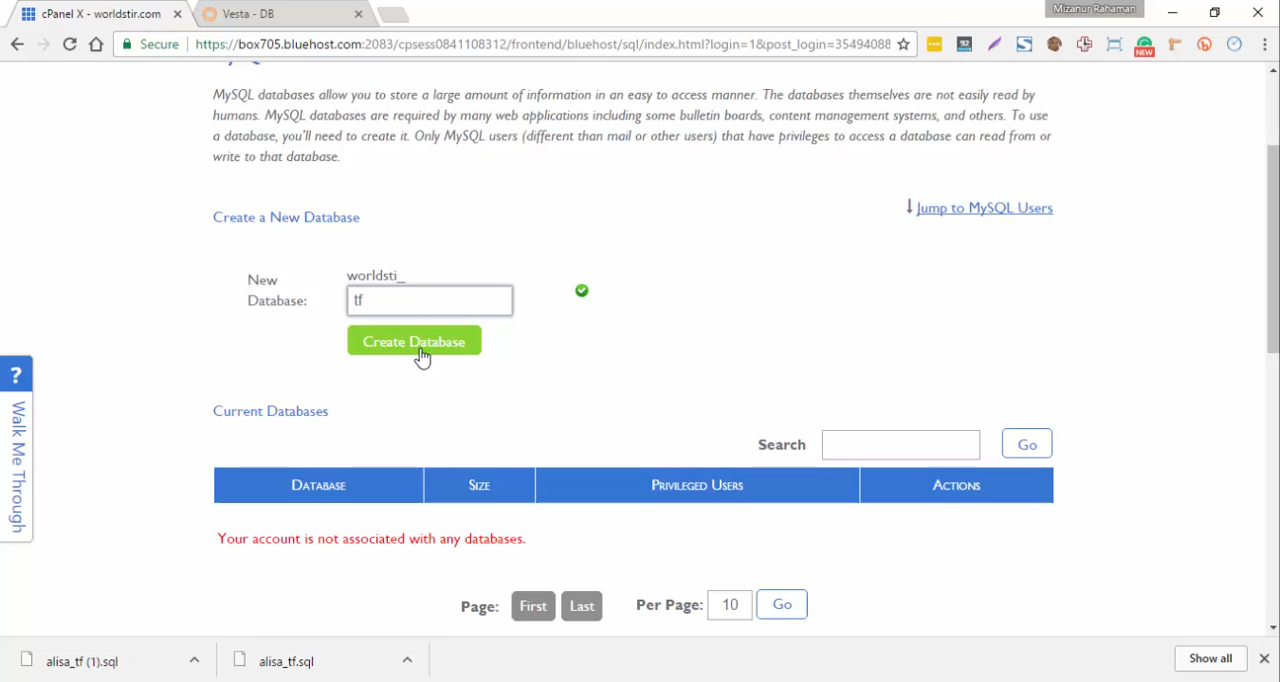 cPanel X - worldstir.com
Vesta - DB
Mizanur Rahaman
Secure
https://box705.bluehost.com:2083/cpsess0841108312/frontend/bluehost/sql/index.html?login=1&post_login=35494088
NEW
MySQL databases allow you to store a large amount of information in an easy to access manner. The databases themselves are not easily read by
humans. MySQL databases are required by many web applications including some bulletin boards, content management systems, and others. To use
a database, you'll need to create it. Only MySQL users (different than mail or other users) that have privileges to access a database can read from or
write to that database.
Jump to MySQL Users
Create a New Database
New
Database:
worldsti_
tf
Create Database
Current Databases
Search
Go
Database
Size
Privileged Users
Actions
Your account is not associated with any databases.
Page:
First
Last
Per Page:
10
Go
?
Walk Me Through
alisa_tf (1).sql
alisa_tf.sql
Show all